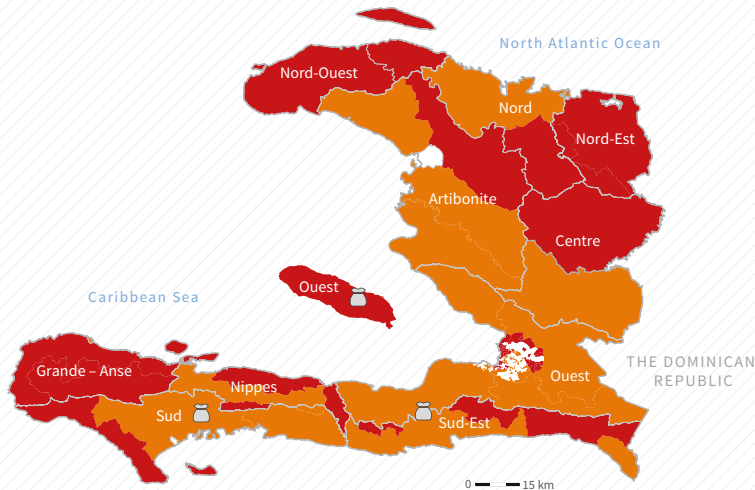 North Atlantic Ocean
Nord-Ouest
Nord
Nord-Est
Artibonite
Centre
Ouest
Caribbean Sea
THE DOMINICAN
REPUBLIC
Grande – Anse
Ouest
Nippes
Sud
Sud-Est
0 15 km